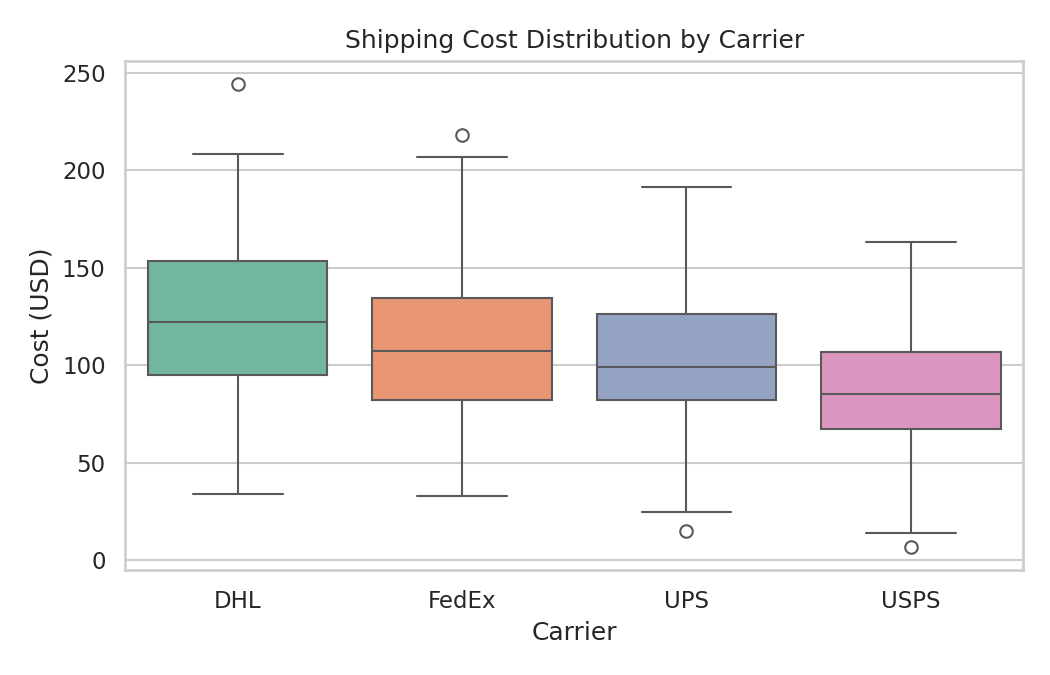 Shipping Cost Distribution by Carrier
250
200
150
100
50
0
Cost (USD)
DHL FedEx UPS USPS
Carrier